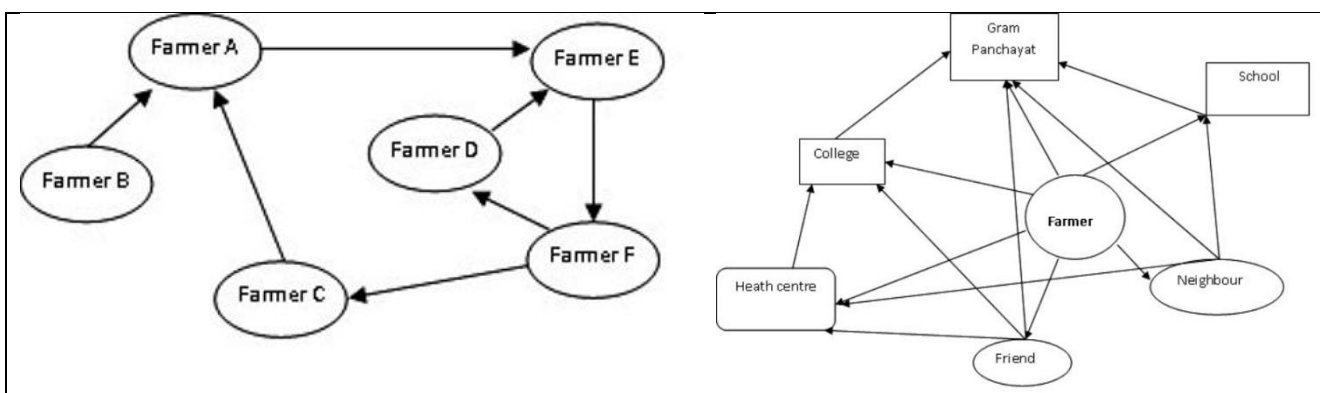 Farmer A
Farmer E
Farmer D
Farmer B
Farmer F
Farmer C
Gram
Panchayat
School
College
Farmer
Heath centre
Neighbour
Friend